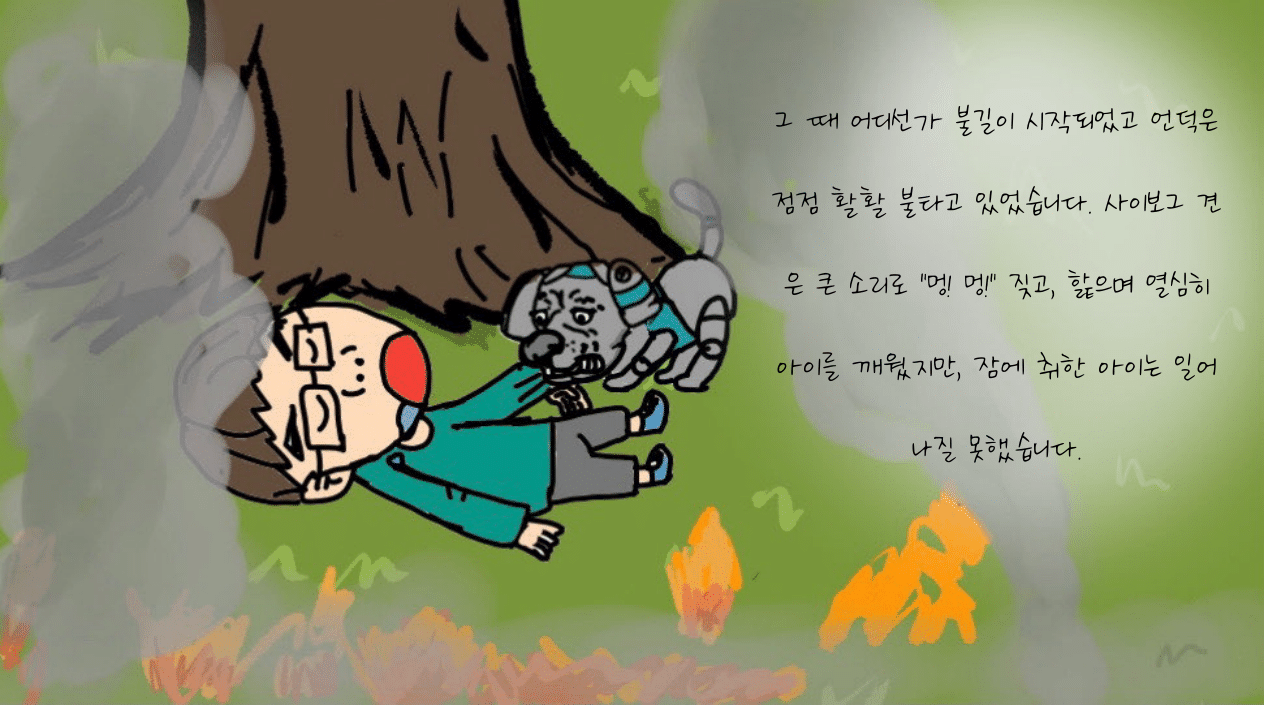 그 때 어디선가 불길이 시작되었고 언덕은
점점 활활 불타고 있었습니다. 사이보그 견
은 큰 소리로 "멍! 멍!" 짖고, 핥으며 열심히
아이를 깨웠지만, 잠에 취한 아이는 일어
나질 못했습니다.